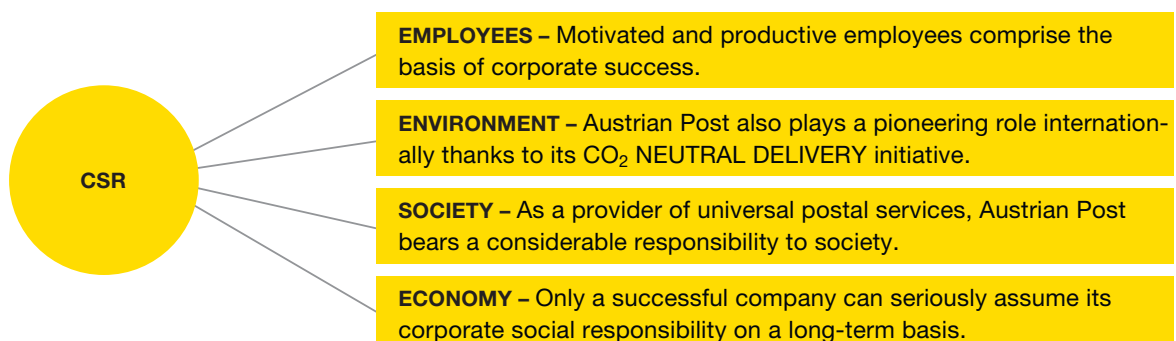 CSR
EMPLOYEES – Motivated and productive employees comprise the
basis of corporate success.
ENVIRONMENT – Austrian Post also plays a pioneering role internation-
ally thanks to its CO₂ NEUTRAL DELIVERY initiative.
SOCIETY – As a provider of universal postal services, Austrian Post
bears a considerable responsibility to society.
ECONOMY – Only a successful company can seriously assume its
corporate social responsibility on a long-term basis.